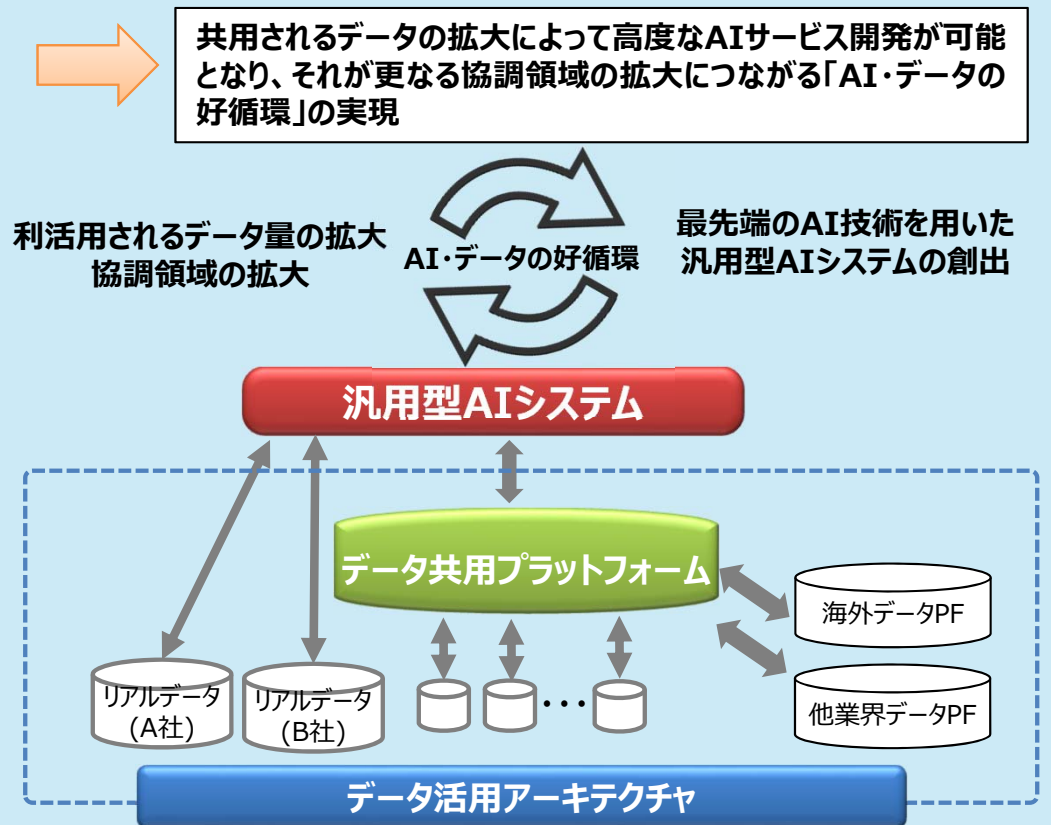 共用されるデータの拡大によって高度なAIサービス開発が可能
となり、それが更なる協調領域の拡大につながる「AI・データの
好循環」の実現
利活用されるデータ量の拡大
協調領域の拡大
AI・データの好循環
最先端のAI技術を用いた
汎用型AIシステムの創出
汎用型AIシステム
データ共用プラットフォーム
海外データPF
他業界データPF
リアルデータ
(A社)
リアルデータ
(B社)
・・・
データ活用アーキテクチャ